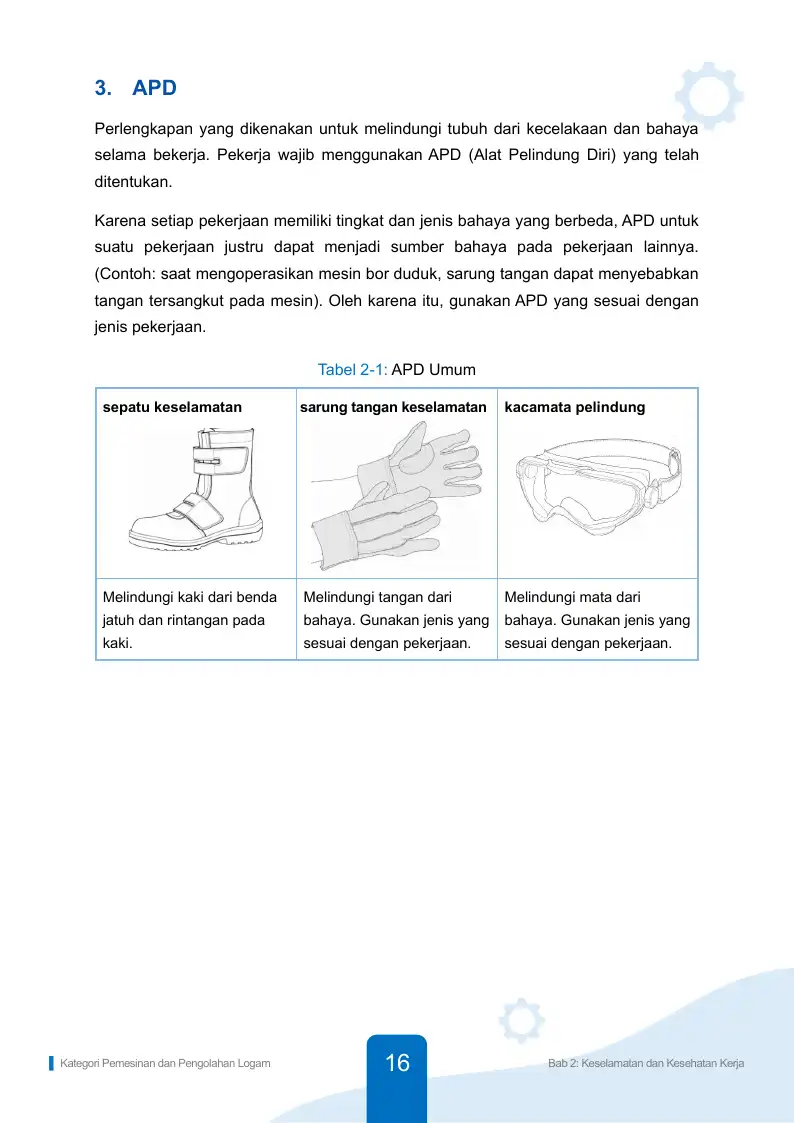 3. APD
Perlengkapan yang dikenakan untuk melindungi tubuh dari kecelakaan dan bahaya
selama bekerja. Pekerja wajib menggunakan APD (Alat Pelindung Diri) yang telah
ditentukan.
Karena setiap pekerjaan memiliki tingkat dan jenis bahaya yang berbeda, APD untuk
suatu pekerjaan justru dapat menjadi sumber bahaya pada pekerjaan lainnya.
(Contoh: saat mengoperasikan mesin bor duduk, sarung tangan dapat menyebabkan
tangan tersangkut pada mesin). Oleh karena itu, gunakan APD yang sesuai dengan
jenis pekerjaan.
Tabel 2-1: APD Umum
sepatu keselamatan
sarung tangan keselamatan
kacamata pelindung
Melindungi kaki dari benda
jatuh dan rintangan pada
kaki.
Melindungi tangan dari
bahaya. Gunakan jenis yang
sesuai dengan pekerjaan.
Melindungi mata dari
bahaya. Gunakan jenis yang
sesuai dengan pekerjaan.
Kategori Pemesinan dan Pengolahan Logam
16
Bab 2: Keselamatan dan Kesehatan Kerja